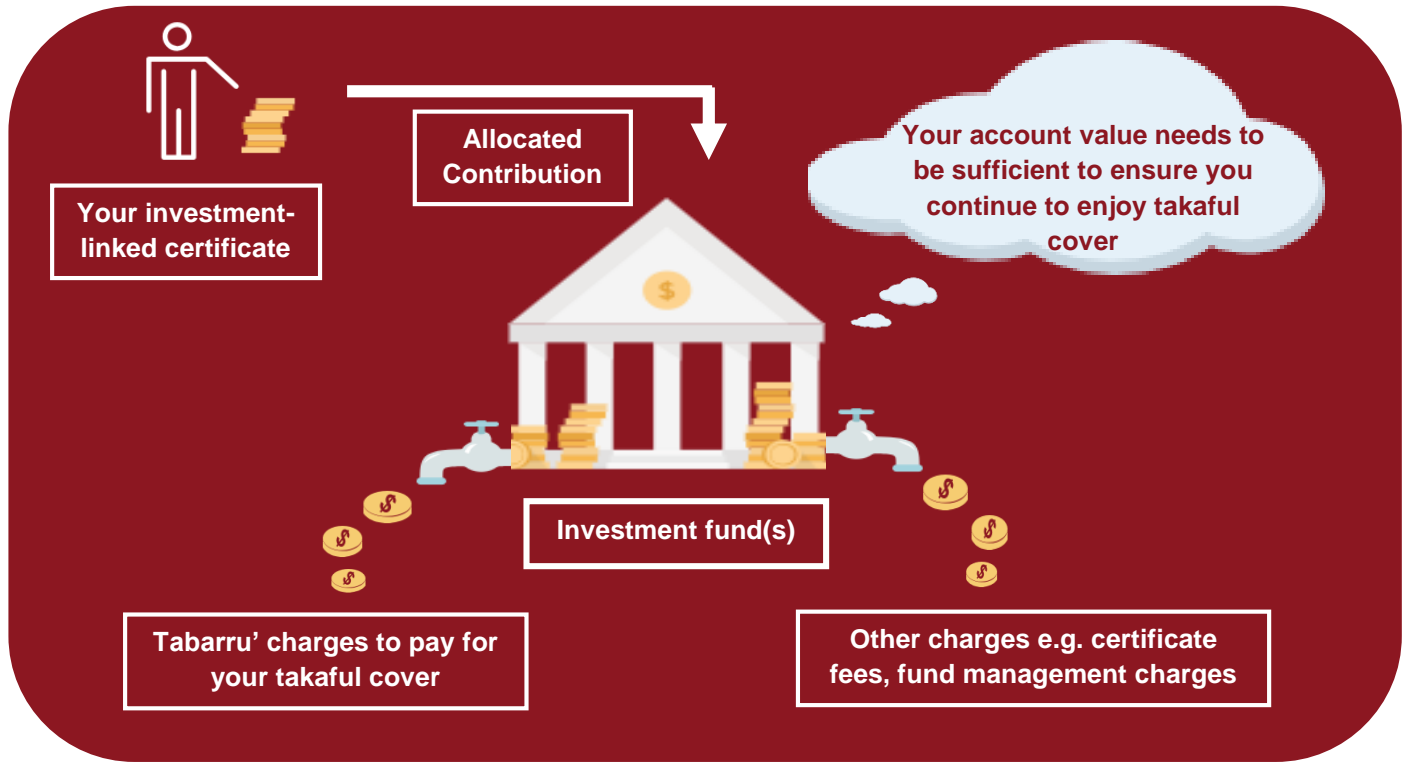 Your investment-
linked certificate
Allocated
Contribution
Your account value needs to
be sufficient to ensure you
continue to enjoy takaful
cover
$
$
$
$
$
$
$
Investment fund(s)
Tabarru’ charges to pay for
your takaful cover
Other charges e.g. certificate
fees, fund management charges